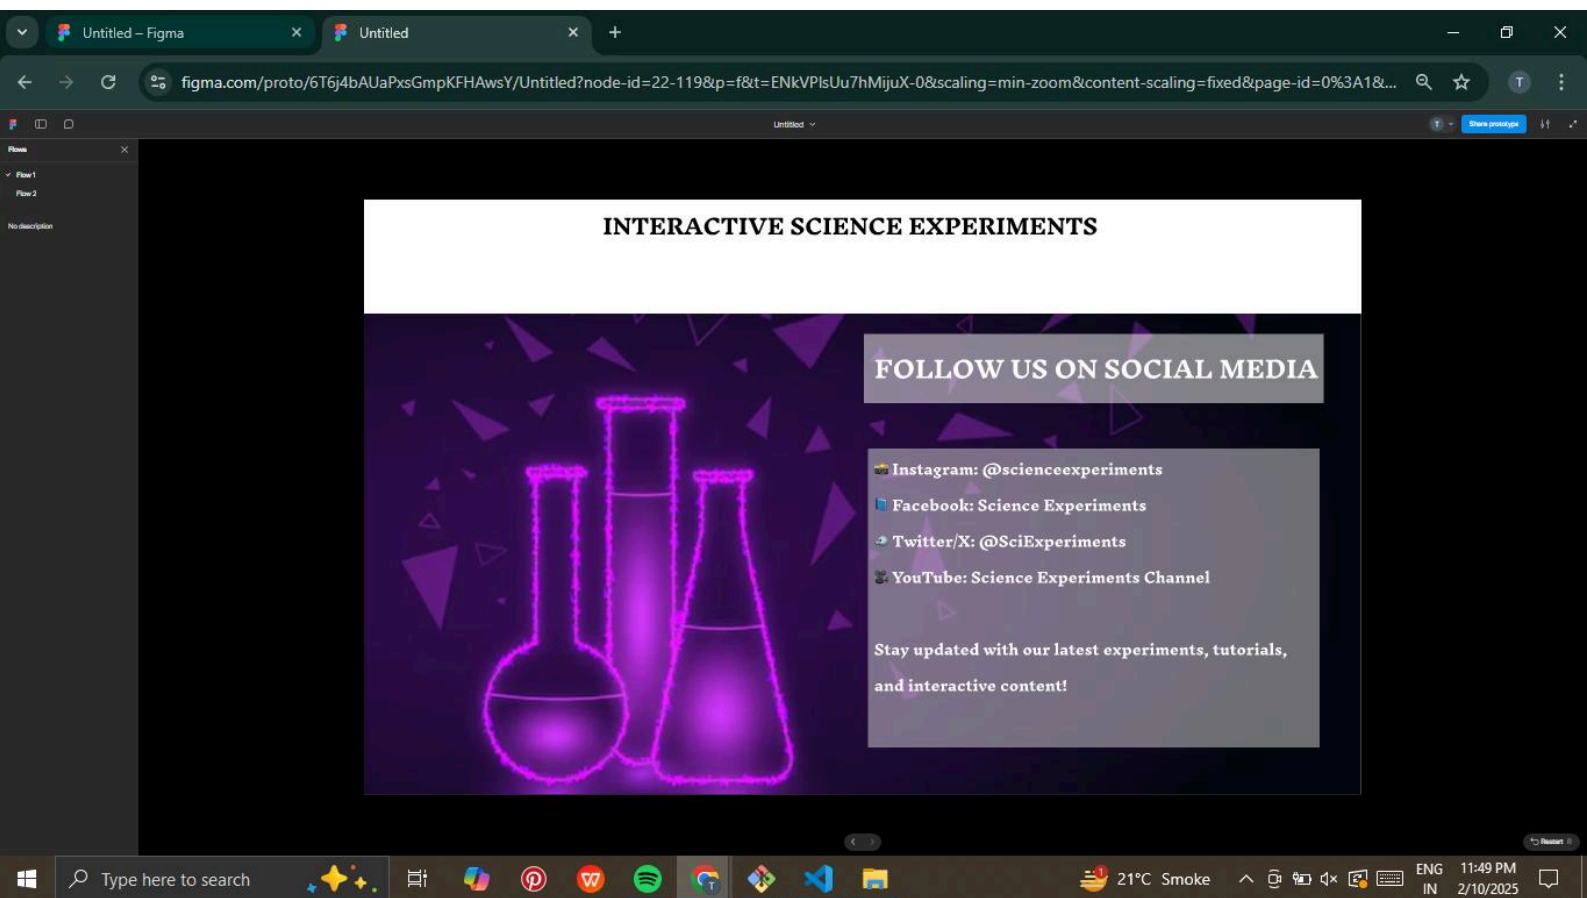 Untitled – Figma
Untitled
figma.com/proto/6T6j4bAUaPxsGmpKFHAwsY/Untitled?node-id=22-119&p=f&t=ENkVPlsUu7hMijuX-0&scaling=min-zoom&content-scaling=fixed&page-id=0%3A1&...
T
Untitled
T
Share prototype
Flows
Flow 1
Flow 2
No description
INTERACTIVE SCIENCE EXPERIMENTS
FOLLOW US ON SOCIAL MEDIA
📸 Instagram: @scienceexperiments
📘 Facebook: Science Experiments
🐦 Twitter/X: @SciExperiments
🎥 YouTube: Science Experiments Channel
Stay updated with our latest experiments, tutorials,
and interactive content!
Restart R
Type here to search
21°C Smoke
ENG
IN
11:49 PM
2/10/2025